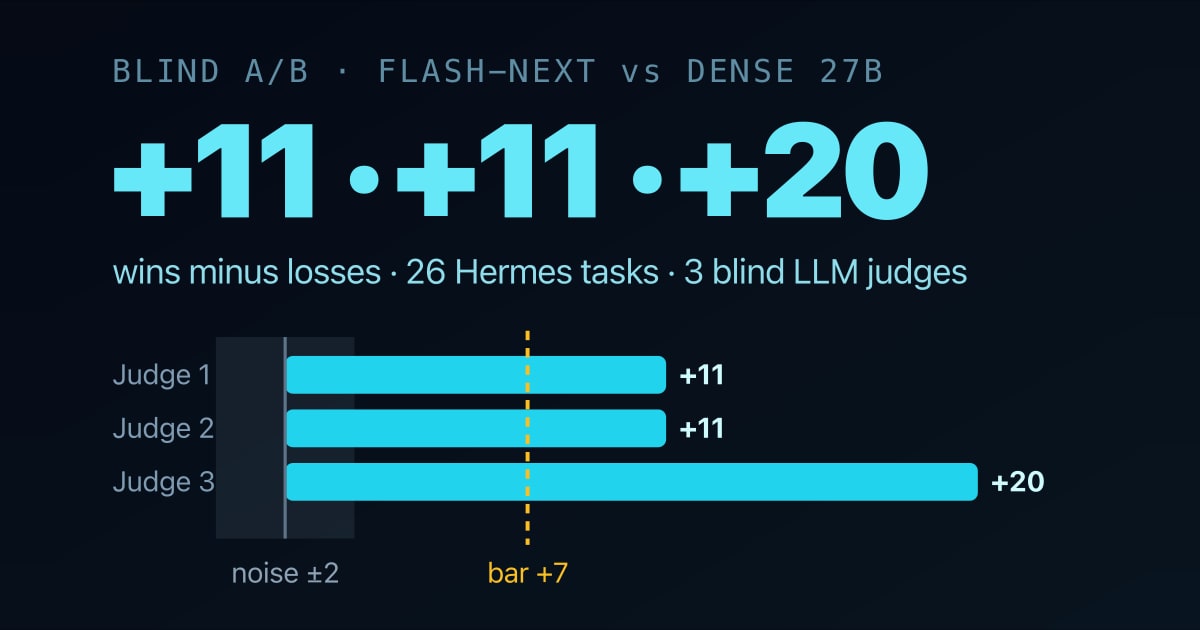 BLIND A/B · FLASH–NEXT vs DENSE 27B
+11 · +11 · +20
wins minus losses · 26 Hermes tasks · 3 blind LLM judges
Judge 1 +11
Judge 2 +11
Judge 3 +20
noise ±2 bar +7